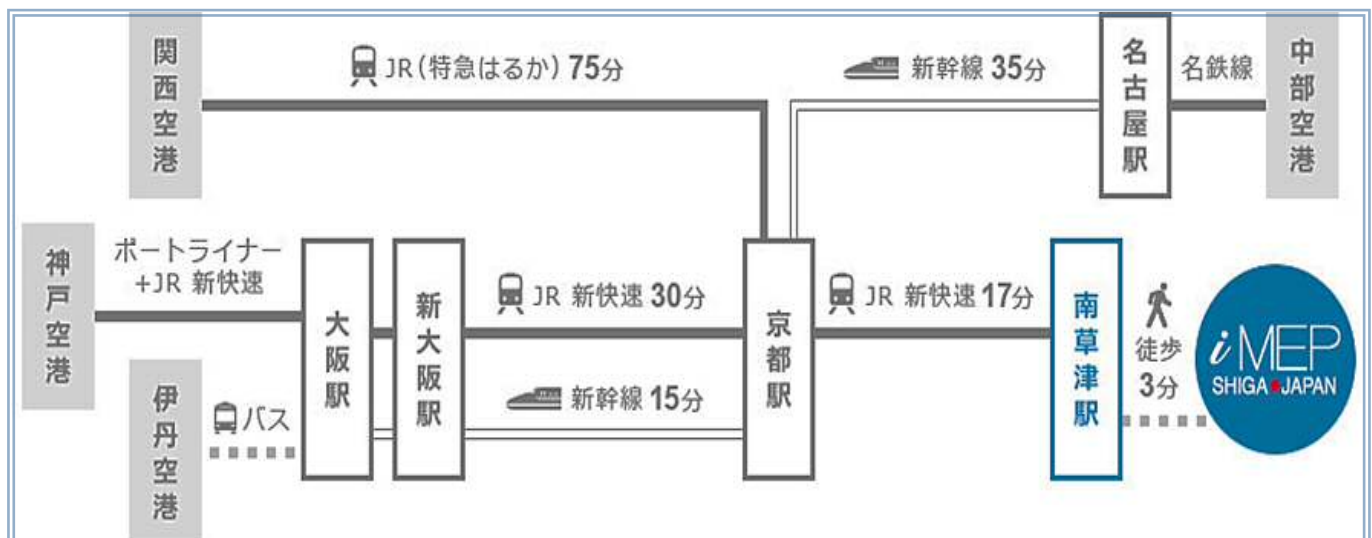 関西空港
JR（特急はるか）75分
新幹線 35分
名古屋駅
名鉄線
中部空港
神戸空港
ポートライナー
+JR 新快速
大阪駅
新大阪駅
JR 新快速 30分
京都駅
JR 新快速 17分
南草津駅
徒歩
3分
iMEP
SHIGA JAPAN
伊丹空港
バス
新幹線 15分